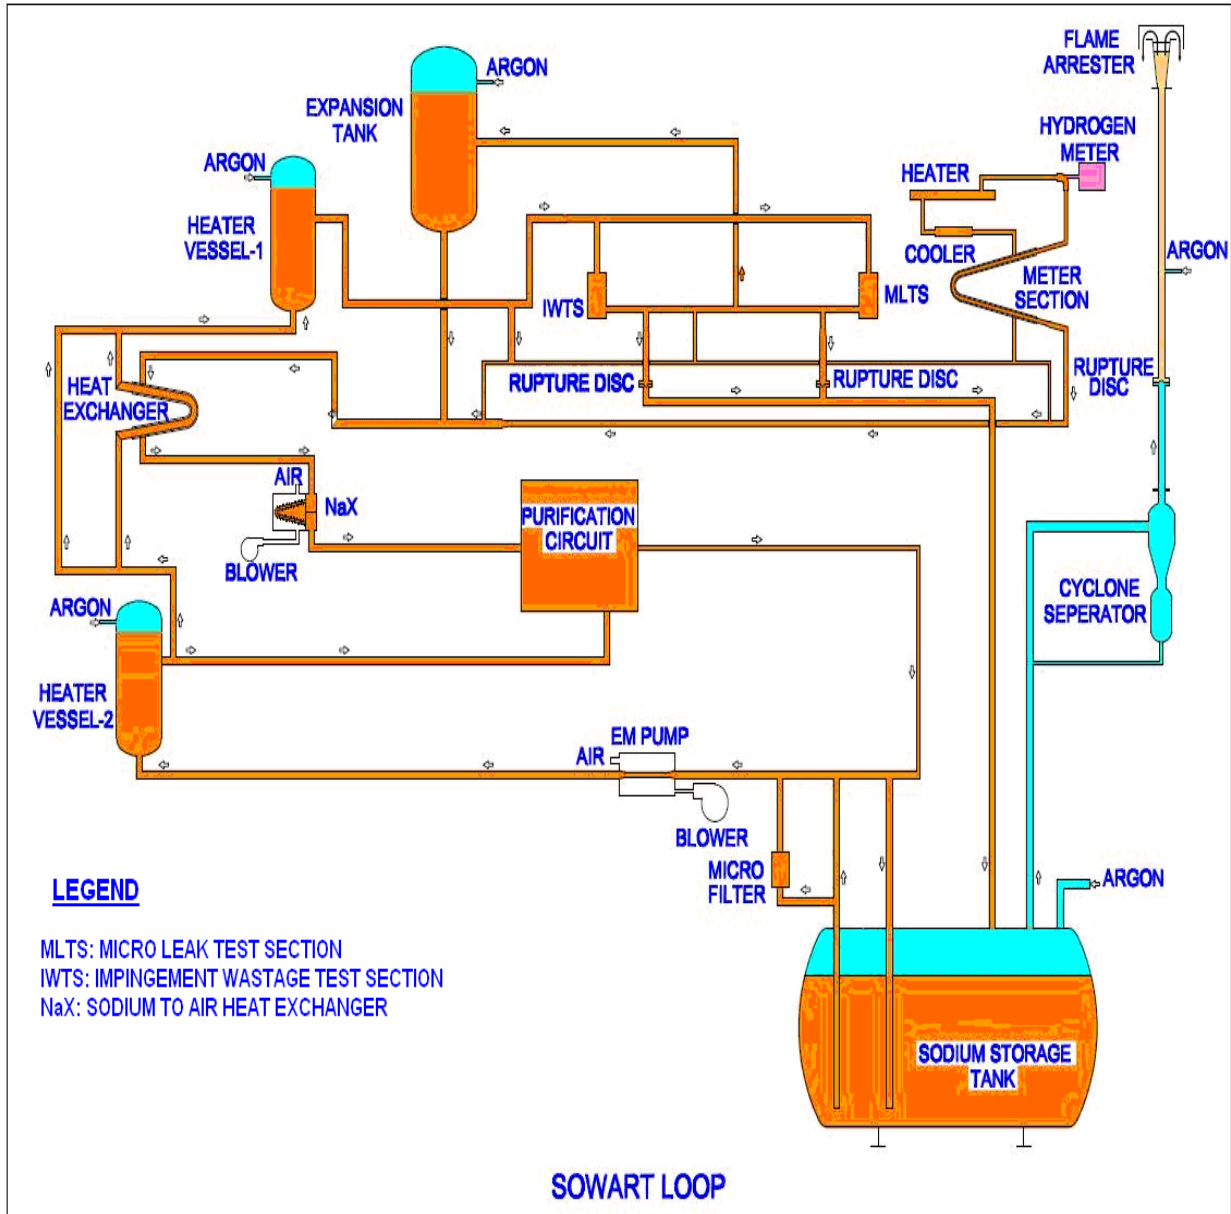 FLAME
ARRESTER
ARGON
EXPANSION
TANK
HYDROGEN
METER
ARGON
HEATER
HEATER
VESSEL-1
COOLER
ARGON
METER
SECTION
IWTS
MLTS
RUPTURE
DISC
HEAT
EXCHANGER
RUPTURE DISC
RUPTURE DISC
AIR
NaX
PURIFICATION
CIRCUIT
BLOWER
ARGON
CYCLONE
SEPERATOR
HEATER
VESSEL-2
EM PUMP
AIR
BLOWER
MICRO
FILTER
ARGON
LEGEND
MLTS: MICRO LEAK TEST SECTION
IWTS: IMPINGEMENT WASTAGE TEST SECTION
NaX: SODIUM TO AIR HEAT EXCHANGER
SODIUM STORAGE
TANK
SOWART LOOP